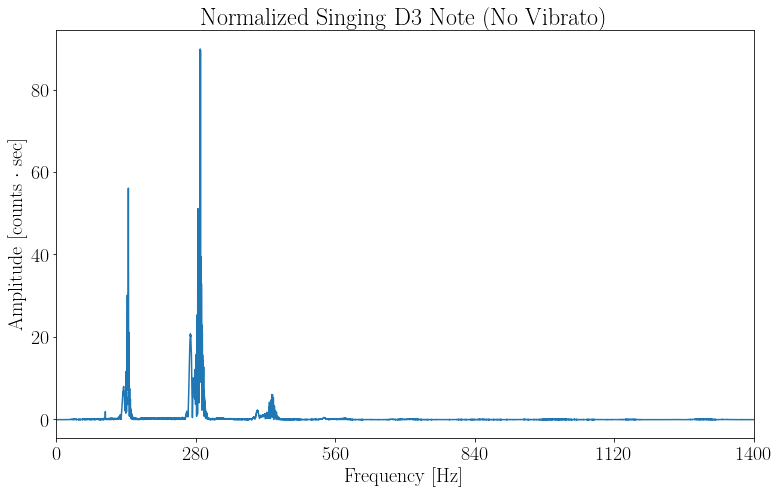 Normalized Singing D3 Note (No Vibrato)
Amplitude [counts · sec]
80
60
40
20
0
0 280 560 840 1120 1400
Frequency [Hz]